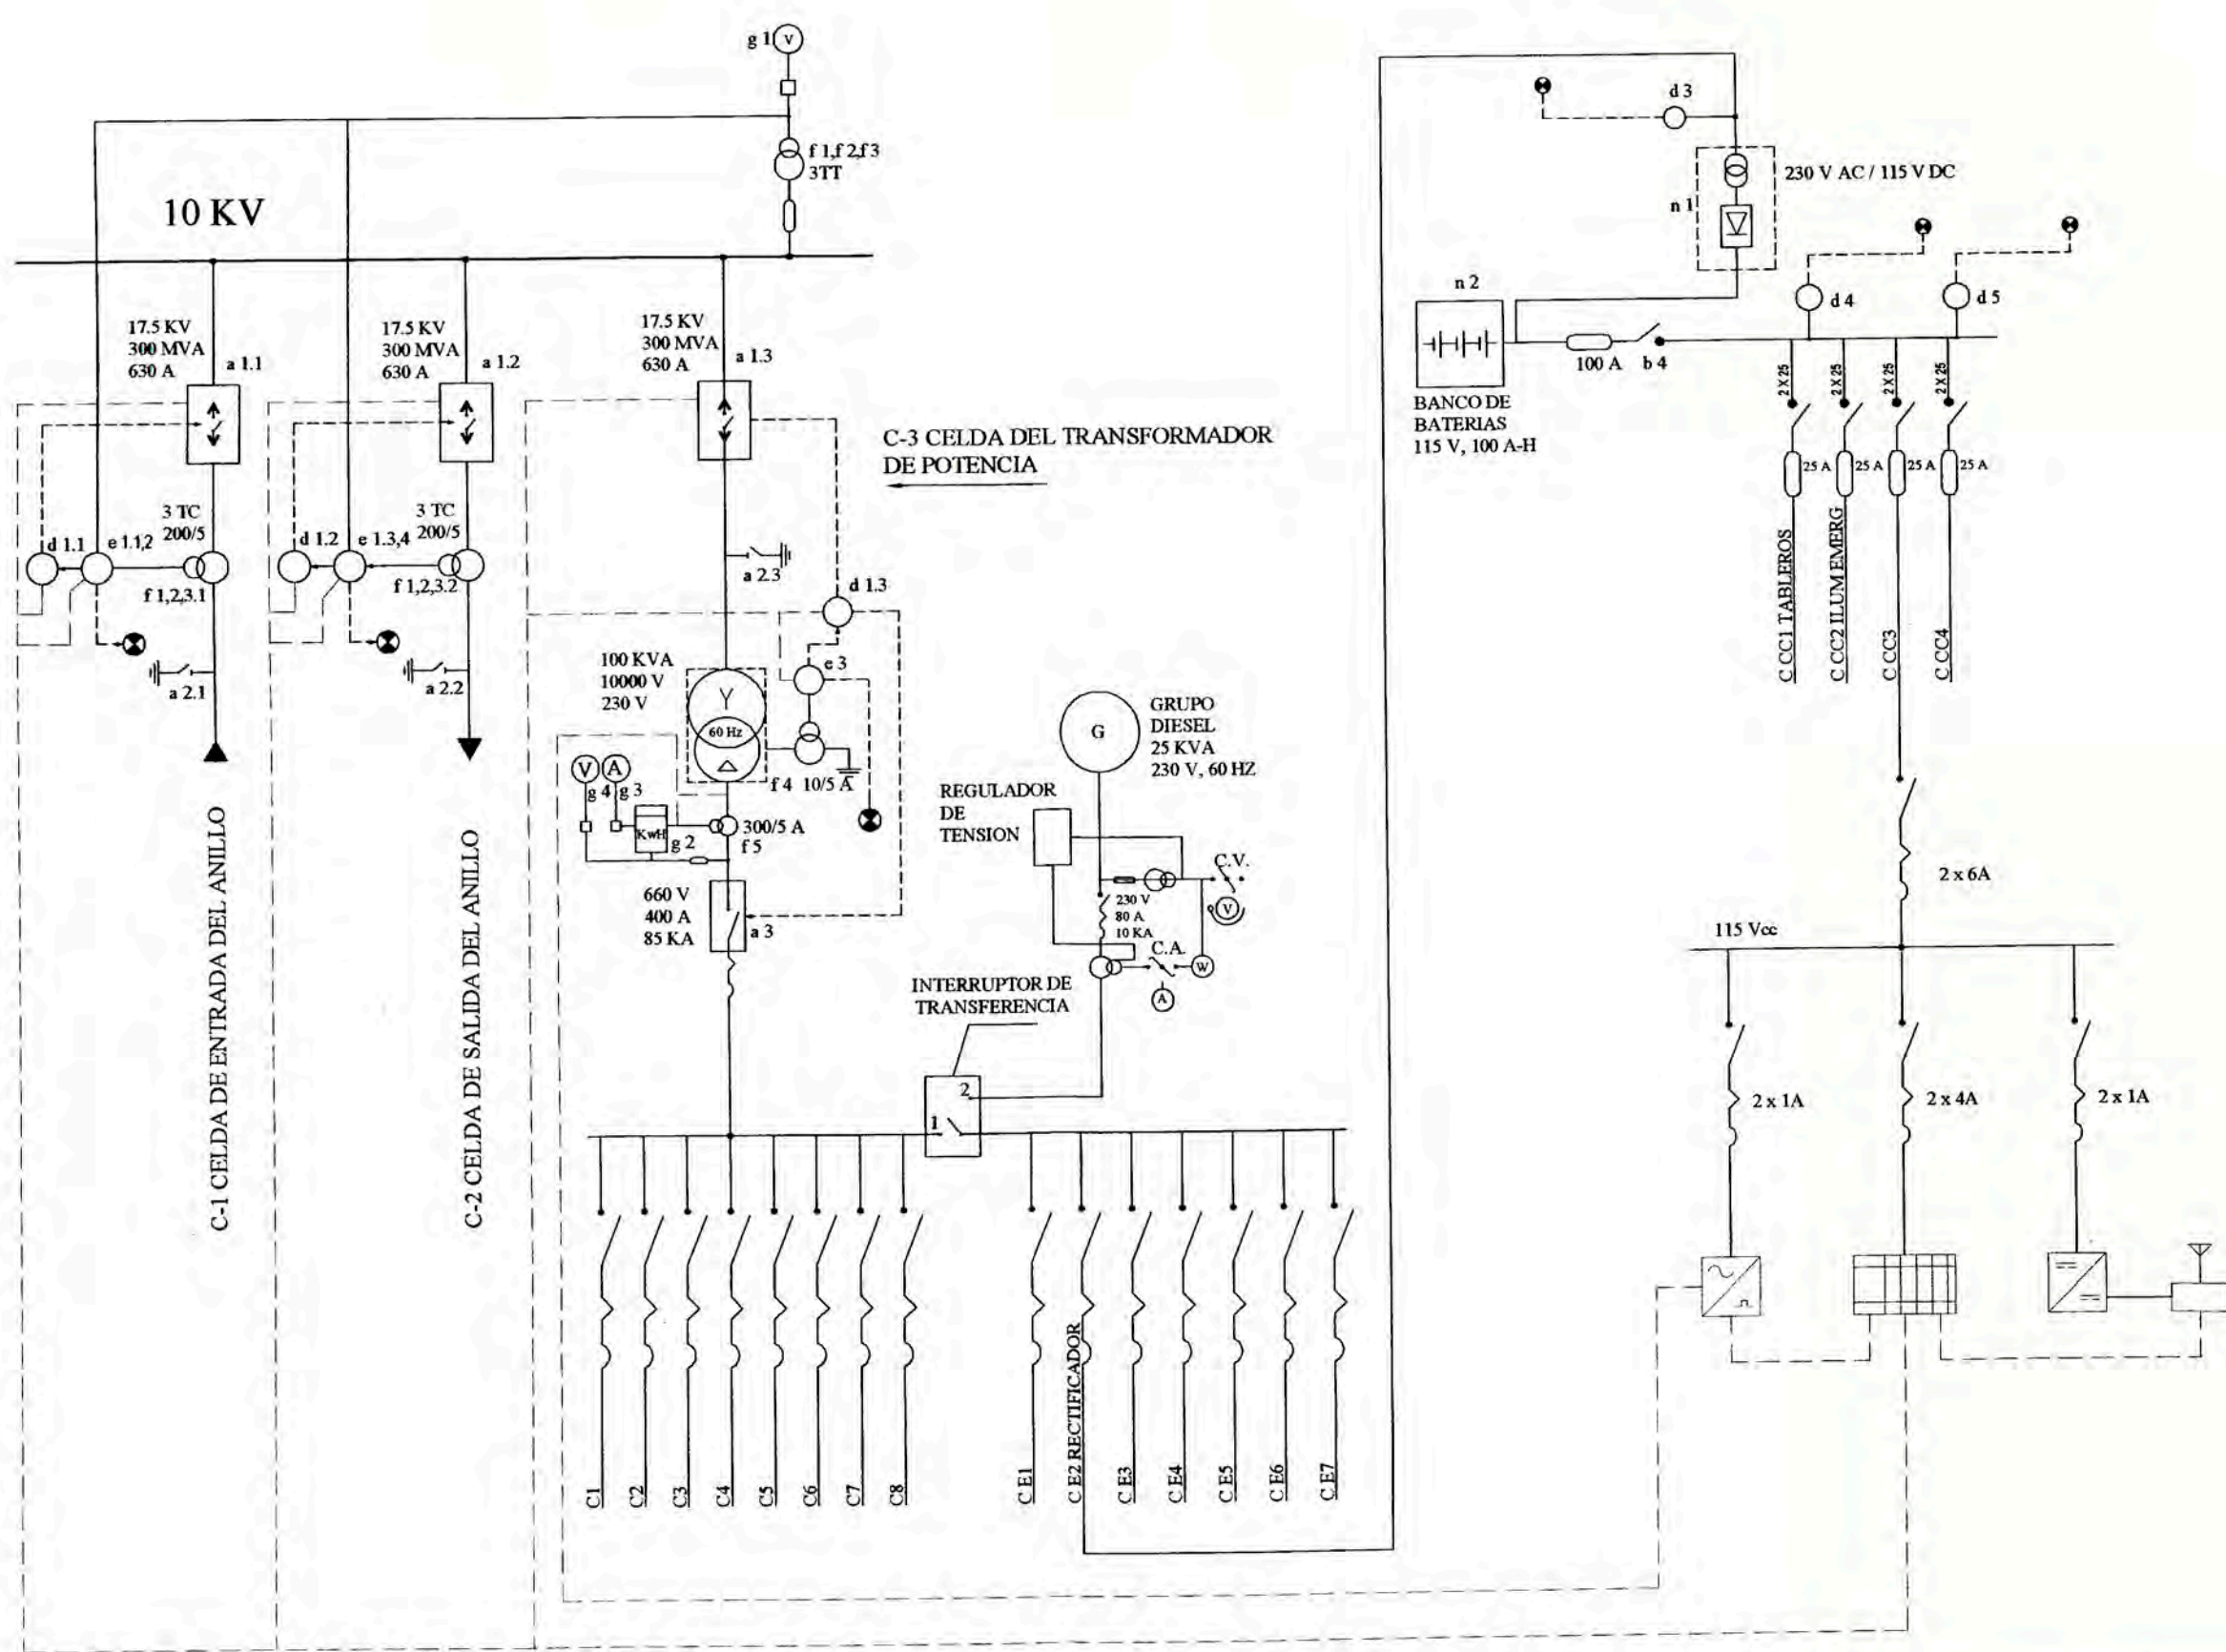 g 1
V
f 1,f 2,f 3
3TT
10 KV
17.5 KV
300 MVA
630 A
a 1.1
17.5 KV
300 MVA
630 A
a 1.2
17.5 KV
300 MVA
630 A
a 1.3
C-3 CELDA DEL TRANSFORMADOR
DE POTENCIA
3 TC
200/5
d 1.1
e 1.1,2
f 1,2,3.1
a 2.1
3 TC
200/5
d 1.2
e 1.3,4
f 1,2,3.2
a 2.2
a 2.3
d 1.3
e 3
100 KVA
10000 V
230 V
Y
60 Hz
△
f 4 10/5 A
V
A
g 4
g 3
KwH
g 2
300/5 A
f 5
660 V
400 A
85 KA
a 3
C-1 CELDA DE ENTRADA DEL ANILLO
C-2 CELDA DE SALIDA DEL ANILLO
G
GRUPO
DIESEL
25 KVA
230 V, 60 HZ
REGULADOR
DE
TENSION
C.V.
V
230 V
80 A
10 KA
C.A.
W
A
INTERRUPTOR DE
TRANSFERENCIA
2
1
C1
C2
C3
C4
C5
C6
C7
C8
C E1
C E2 RECTIFICADOR
C E3
C E4
C E5
C E6
C E7
d 3
230 V AC / 115 V DC
n 1
n 2
d 4
d 5
100 A
b 4
BANCO DE
BATERIAS
115 V, 100 A-H
2 X 25
2 X 25
2 X 25
2 X 25
25 A
25 A
25 A
25 A
C CC1 TABLEROS
C CC2 ILUM EMERG
C CC3
C CC4
2 x 6A
115 Vcc
2 x 1A
2 x 4A
2 x 1A